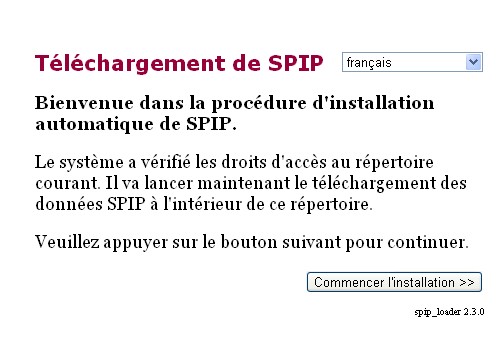 Téléchargement de SPIP
français
Bienvenue dans la procédure d'installation
automatique de SPIP.
Le système a vérifié les droits d'accès au répertoire
courant. Il va lancer maintenant le téléchargement des
données SPIP à l'intérieur de ce répertoire.
Veuillez appuyer sur le bouton suivant pour continuer.
Commencer l'installation >>
spip_loader 2.3.0